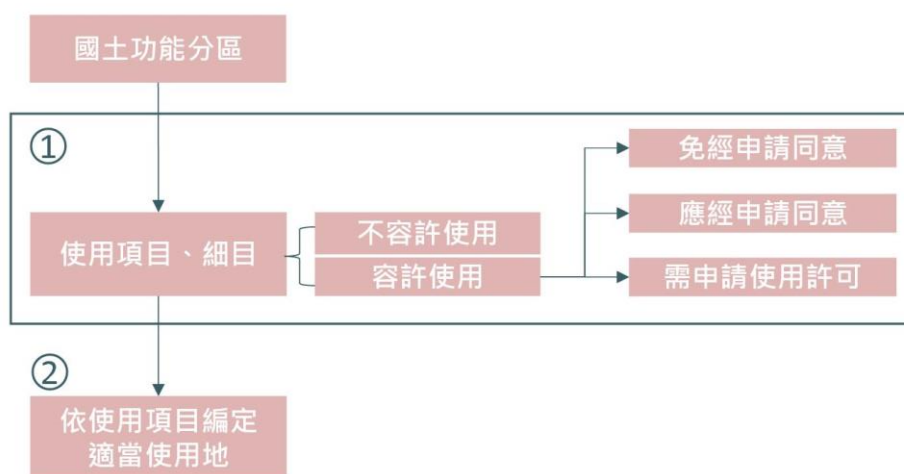 國土功能分區
①
免經申請同意
應經申請同意
不容許使用
使用項目、細目
容許使用
需申請使用許可
②
依使用項目編定
適當使用地